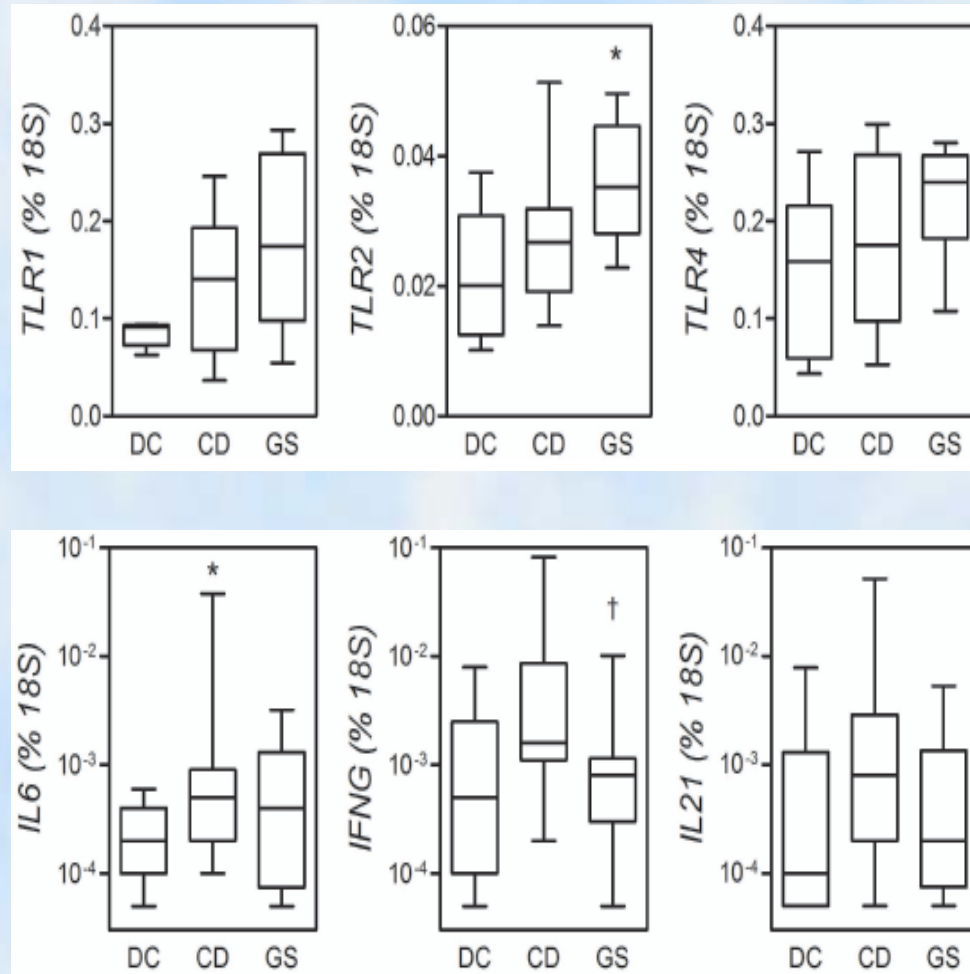 TLR1 (% 18S)
0.4
0.3
0.2
0.1
0.0
DC CD GS
TLR2 (% 18S)
0.06
0.04
0.02
0.00
*
DC CD GS
TLR4 (% 18S)
0.4
0.3
0.2
0.1
0.0
DC CD GS
IL6 (% 18S)
10⁻¹
10⁻²
10⁻³
10⁻⁴
*
DC CD GS
IFNG (% 18S)
10⁻¹
10⁻²
10⁻³
10⁻⁴
†
DC CD GS
IL21 (% 18S)
10⁻¹
10⁻²
10⁻³
10⁻⁴
DC CD GS